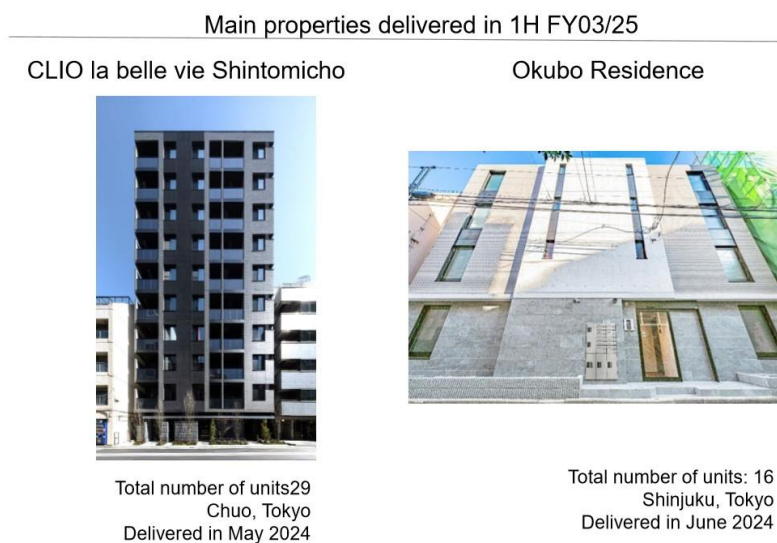 Main properties delivered in 1H FY03/25
CLIO la belle vie Shintomicho
Okubo Residence
Total number of units29
Chuo, Tokyo
Delivered in May 2024
Total number of units: 16
Shinjuku, Tokyo
Delivered in June 2024